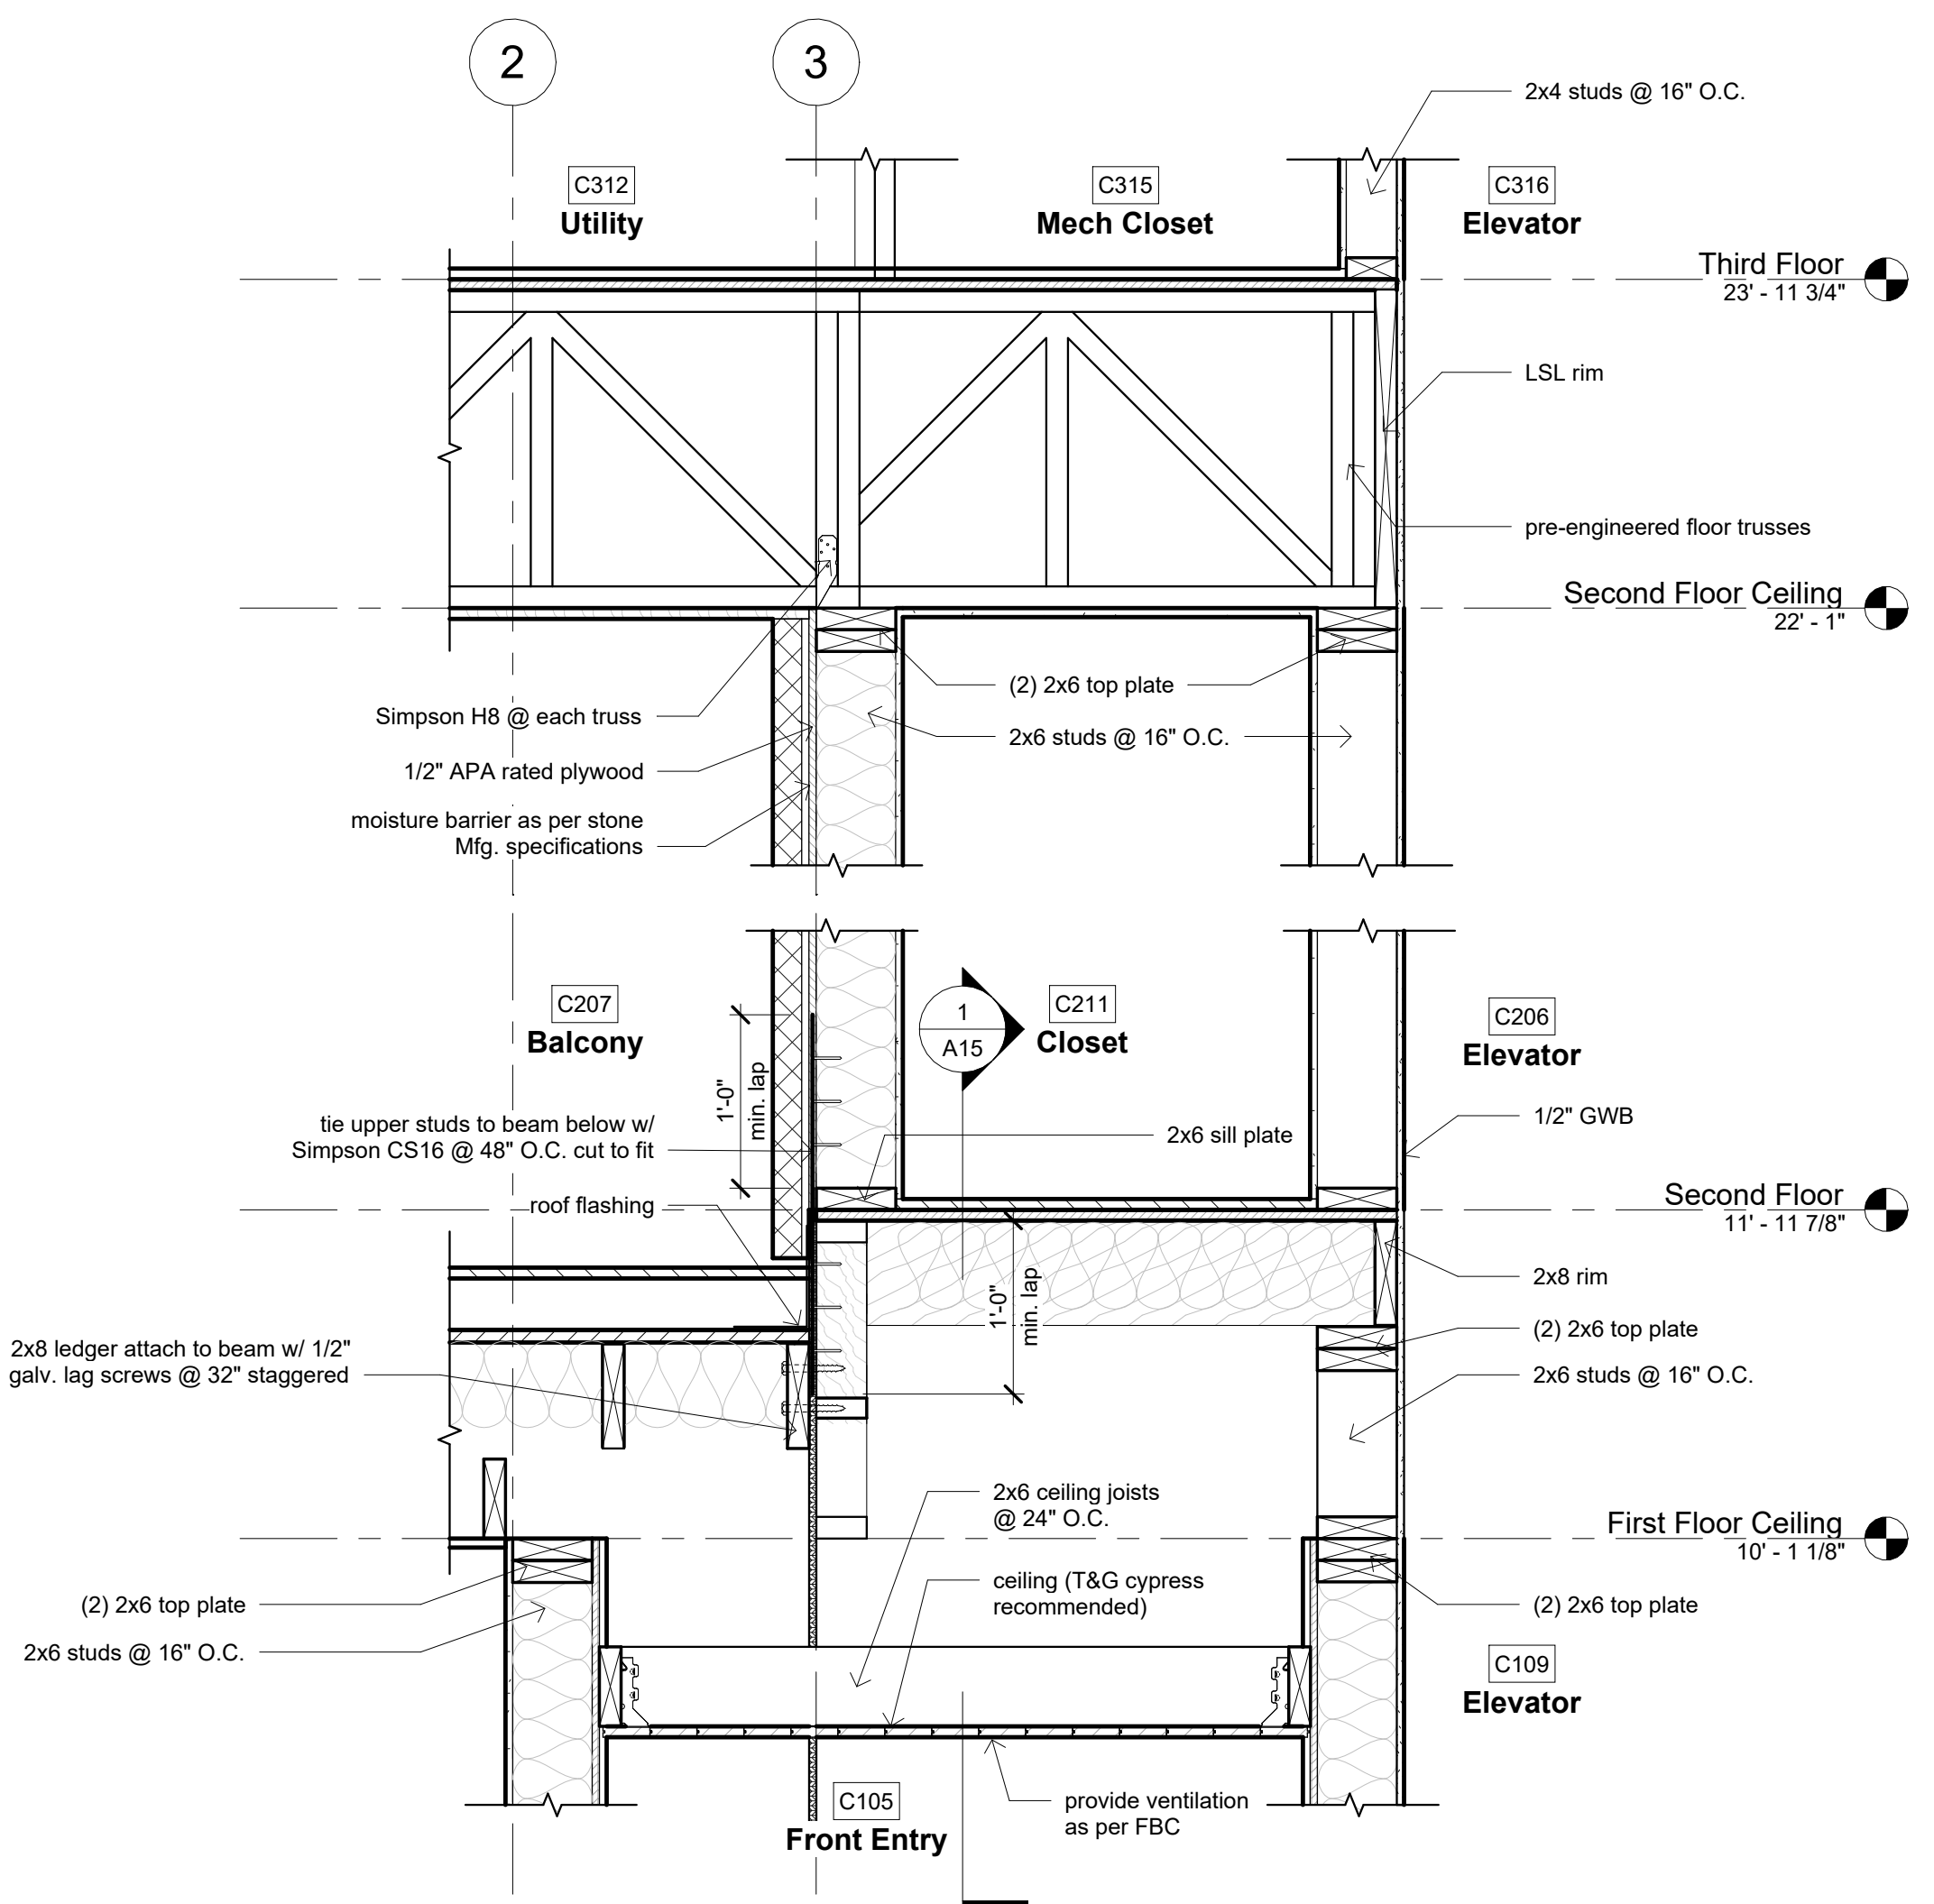 2
3
2x4 studs @ 16" O.C.
C312
Utility
C315
Mech Closet
C316
Elevator
Third Floor
23' - 11 3/4"
LSL rim
pre-engineered floor trusses
Second Floor Ceiling
22' - 1"
(2) 2x6 top plate
Simpson H8 @ each truss
2x6 studs @ 16" O.C.
1/2" APA rated plywood
moisture barrier as per stone
Mfg. specifications
C207
Balcony
1
A15
C211
Closet
C206
Elevator
1'-0"
min. lap
tie upper studs to beam below w/
Simpson CS16 @ 48" O.C. cut to fit
2x6 sill plate
1/2" GWB
roof flashing
Second Floor
11' - 11 7/8"
2x8 rim
1'-0"
min. lap
(2) 2x6 top plate
2x8 ledger attach to beam w/ 1/2"
galv. lag screws @ 32" staggered
2x6 studs @ 16" O.C.
2x6 ceiling joists
@ 24" O.C.
First Floor Ceiling
10' - 1 1/8"
ceiling (T&G cypress
recommended)
(2) 2x6 top plate
(2) 2x6 top plate
2x6 studs @ 16" O.C.
C109
Elevator
C105
Front Entry
provide ventilation
as per FBC